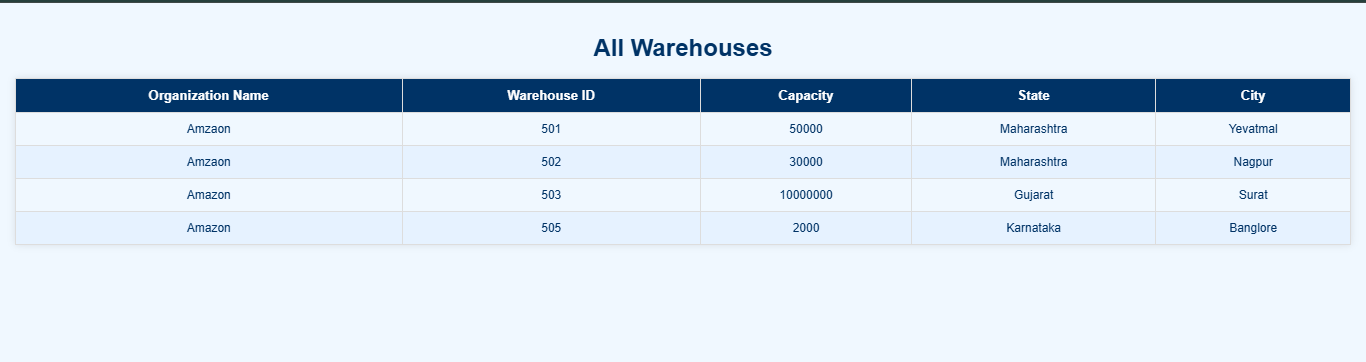 All Warehouses
Organization Name Warehouse ID Capacity State City
Amzaon 501 50000 Maharashtra Yevatmal
Amzaon 502 30000 Maharashtra Nagpur
Amazon 503 10000000 Gujarat Surat
Amazon 505 2000 Karnataka Banglore